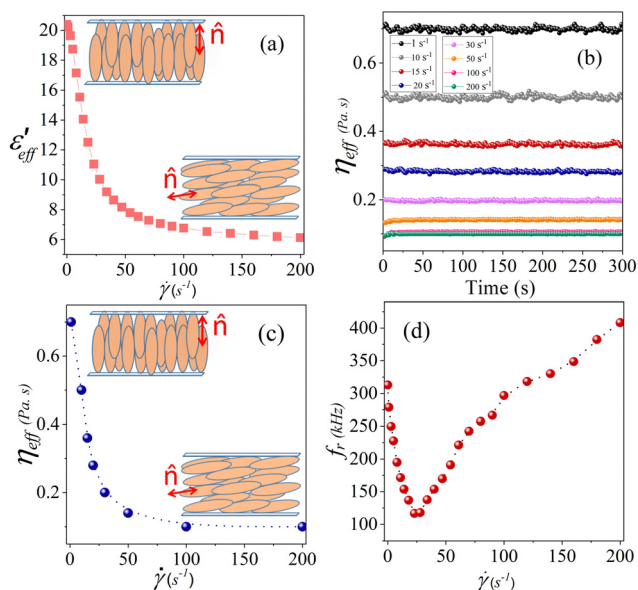 20
18
16
14
12
10
8
6
ε'eff
n̂
(a)
n̂
0
50
100
150
200
γ̇(s⁻¹)
0.6
0.4
0.2
ηeff (Pa. s)
(b)
1 s⁻¹
10 s⁻¹
15 s⁻¹
20 s⁻¹
30 s⁻¹
50 s⁻¹
100 s⁻¹
200 s⁻¹
0
50
100
150
200
250
300
Time (s)
0.6
0.4
0.2
ηeff (Pa. s)
n̂
(c)
n̂
0
50
100
150
200
γ̇(s⁻¹)
400
350
300
250
200
150
100
fr (kHz)
(d)
0
50
100
150
200
γ̇(s⁻¹)